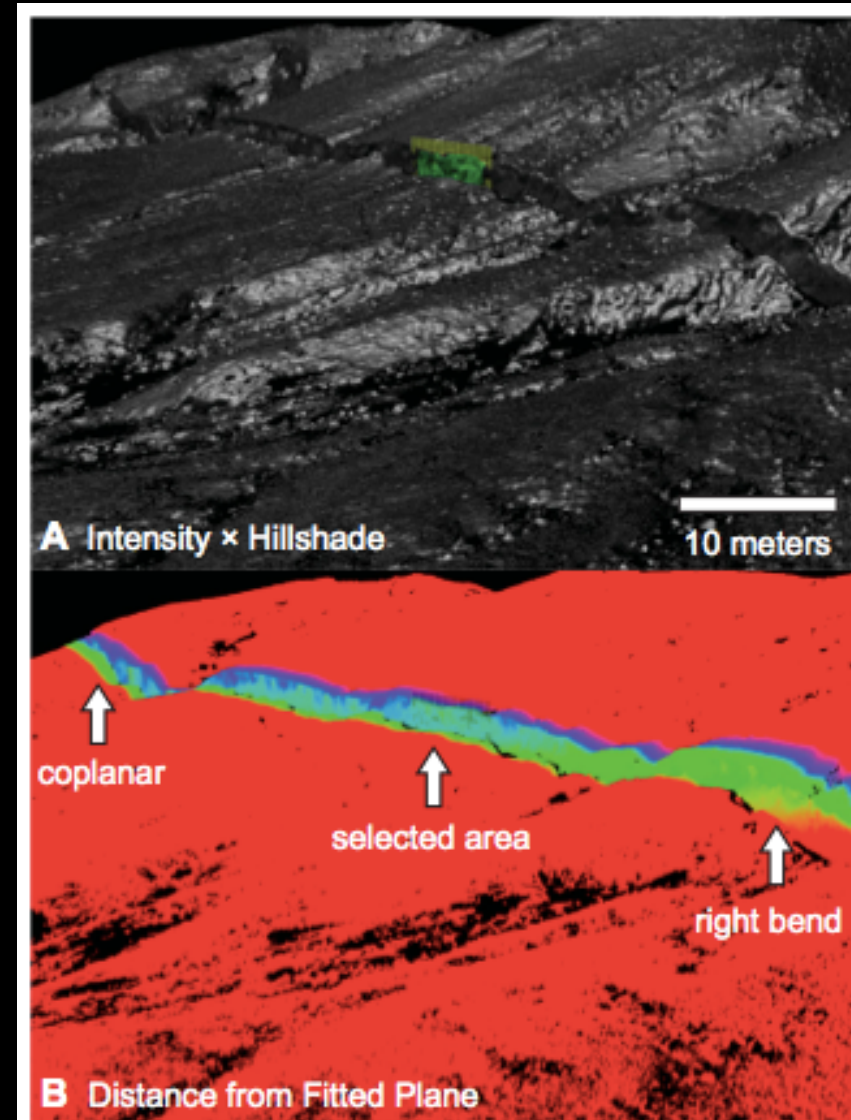 A Intensity × Hillshade
10 meters
coplanar
selected area
right bend
B Distance from Fitted Plane